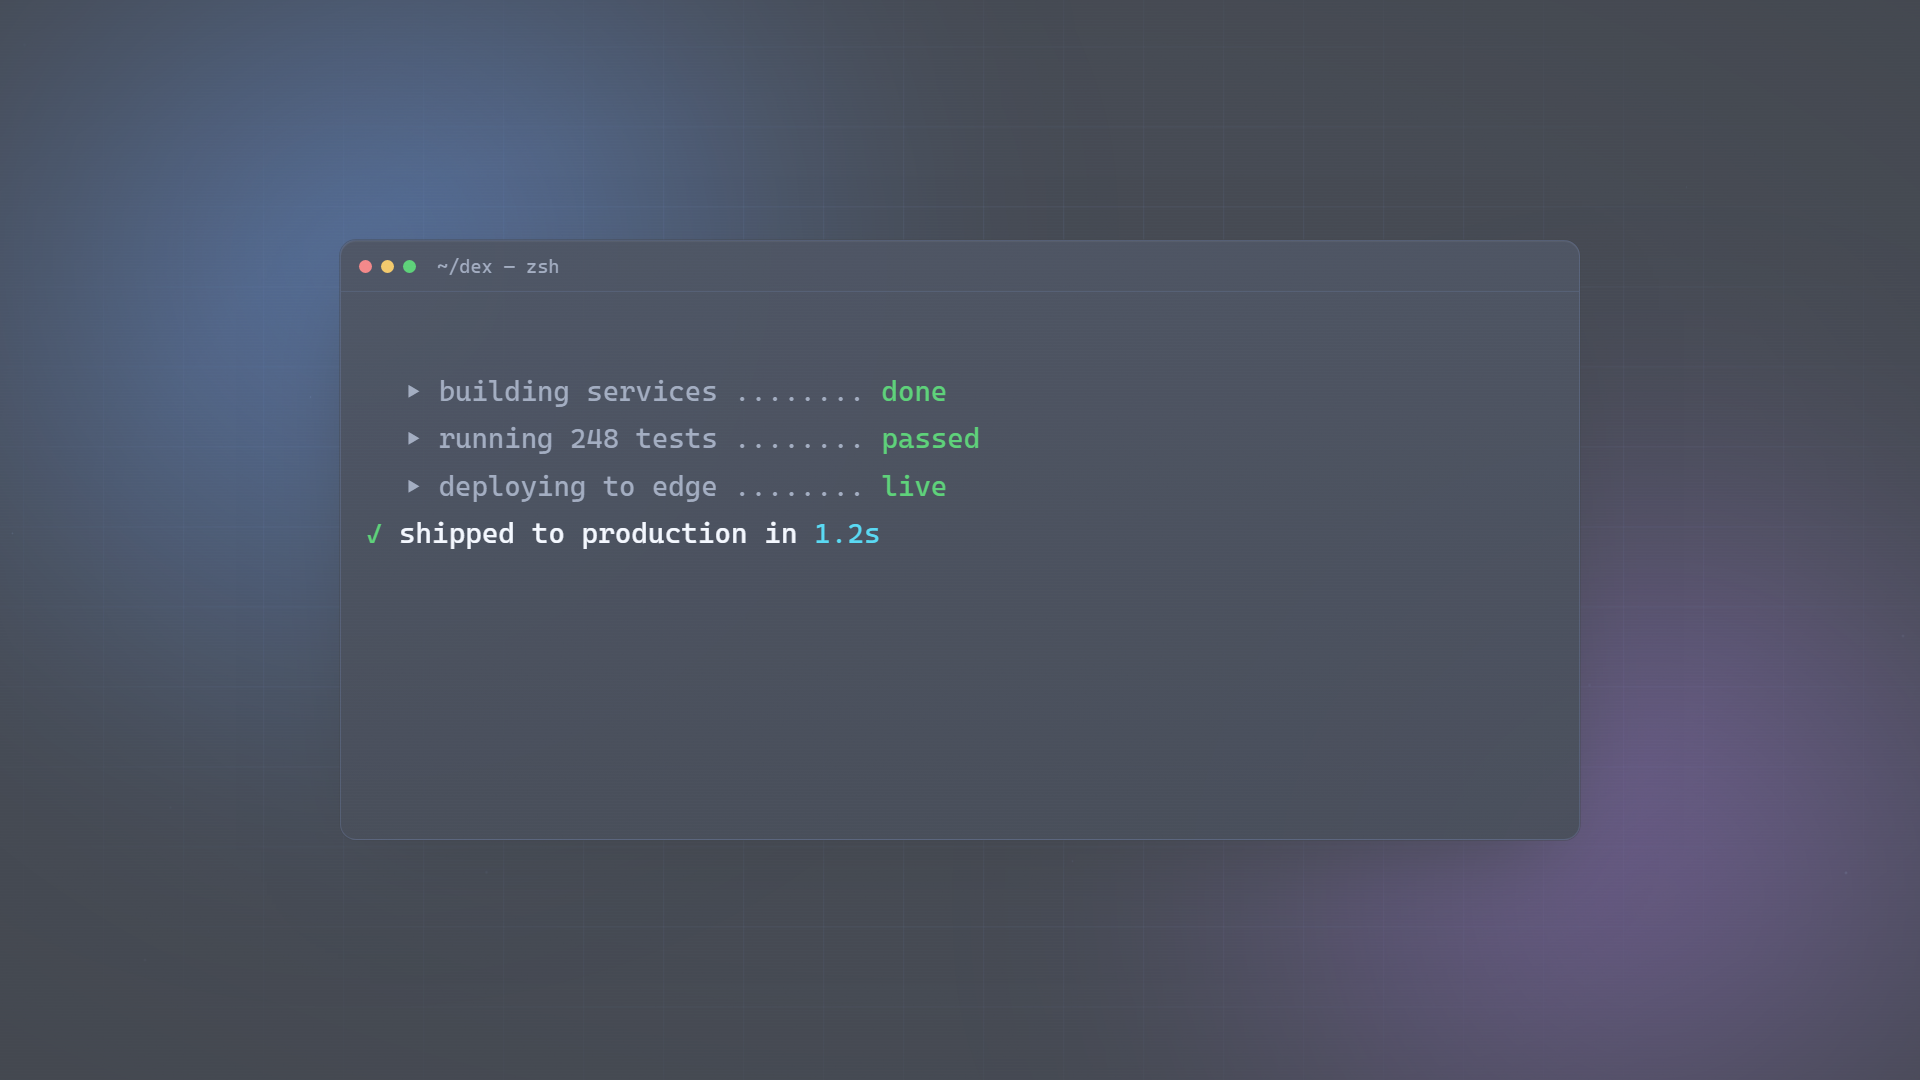 ~/dex — zsh
▸ building services ........ done
▸ running 248 tests ........ passed
▸ deploying to edge ........ live
✓ shipped to production in 1.2s